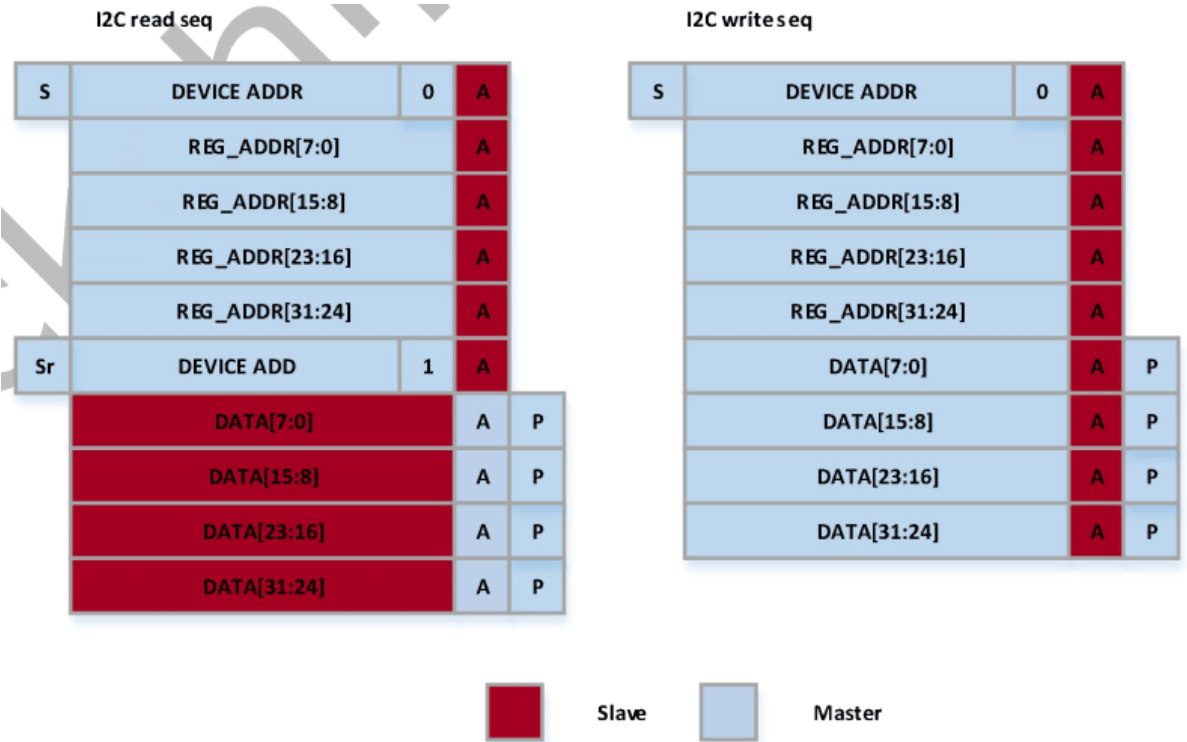 I2C read seq
S DEVICE ADDR 0 A
REG_ADDR[7:0] A
REG_ADDR[15:8] A
REG_ADDR[23:16] A
REG_ADDR[31:24] A
Sr DEVICE ADD 1 A
DATA[7:0] A P
DATA[15:8] A P
DATA[23:16] A P
DATA[31:24] A P
I2C write seq
S DEVICE ADDR 0 A
REG_ADDR[7:0] A
REG_ADDR[15:8] A
REG_ADDR[23:16] A
REG_ADDR[31:24] A
DATA[7:0] A P
DATA[15:8] A P
DATA[23:16] A P
DATA[31:24] A P
Slave
Master